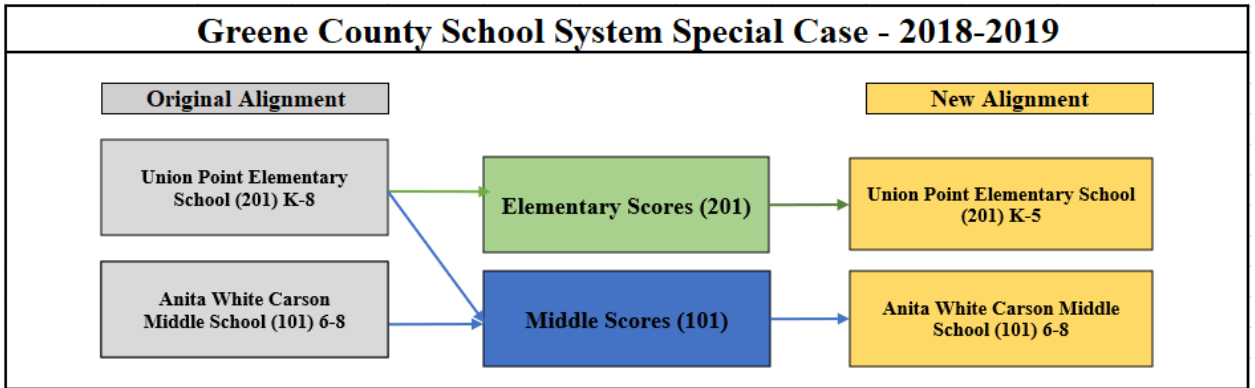 Greene County School System Special Case - 2018-2019
Original Alignment
New Alignment
Union Point Elementary
School (201) K-8
Elementary Scores (201)
Union Point Elementary School
(201) K-5
Anita White Carson
Middle School (101) 6-8
Middle Scores (101)
Anita White Carson Middle
School (101) 6-8